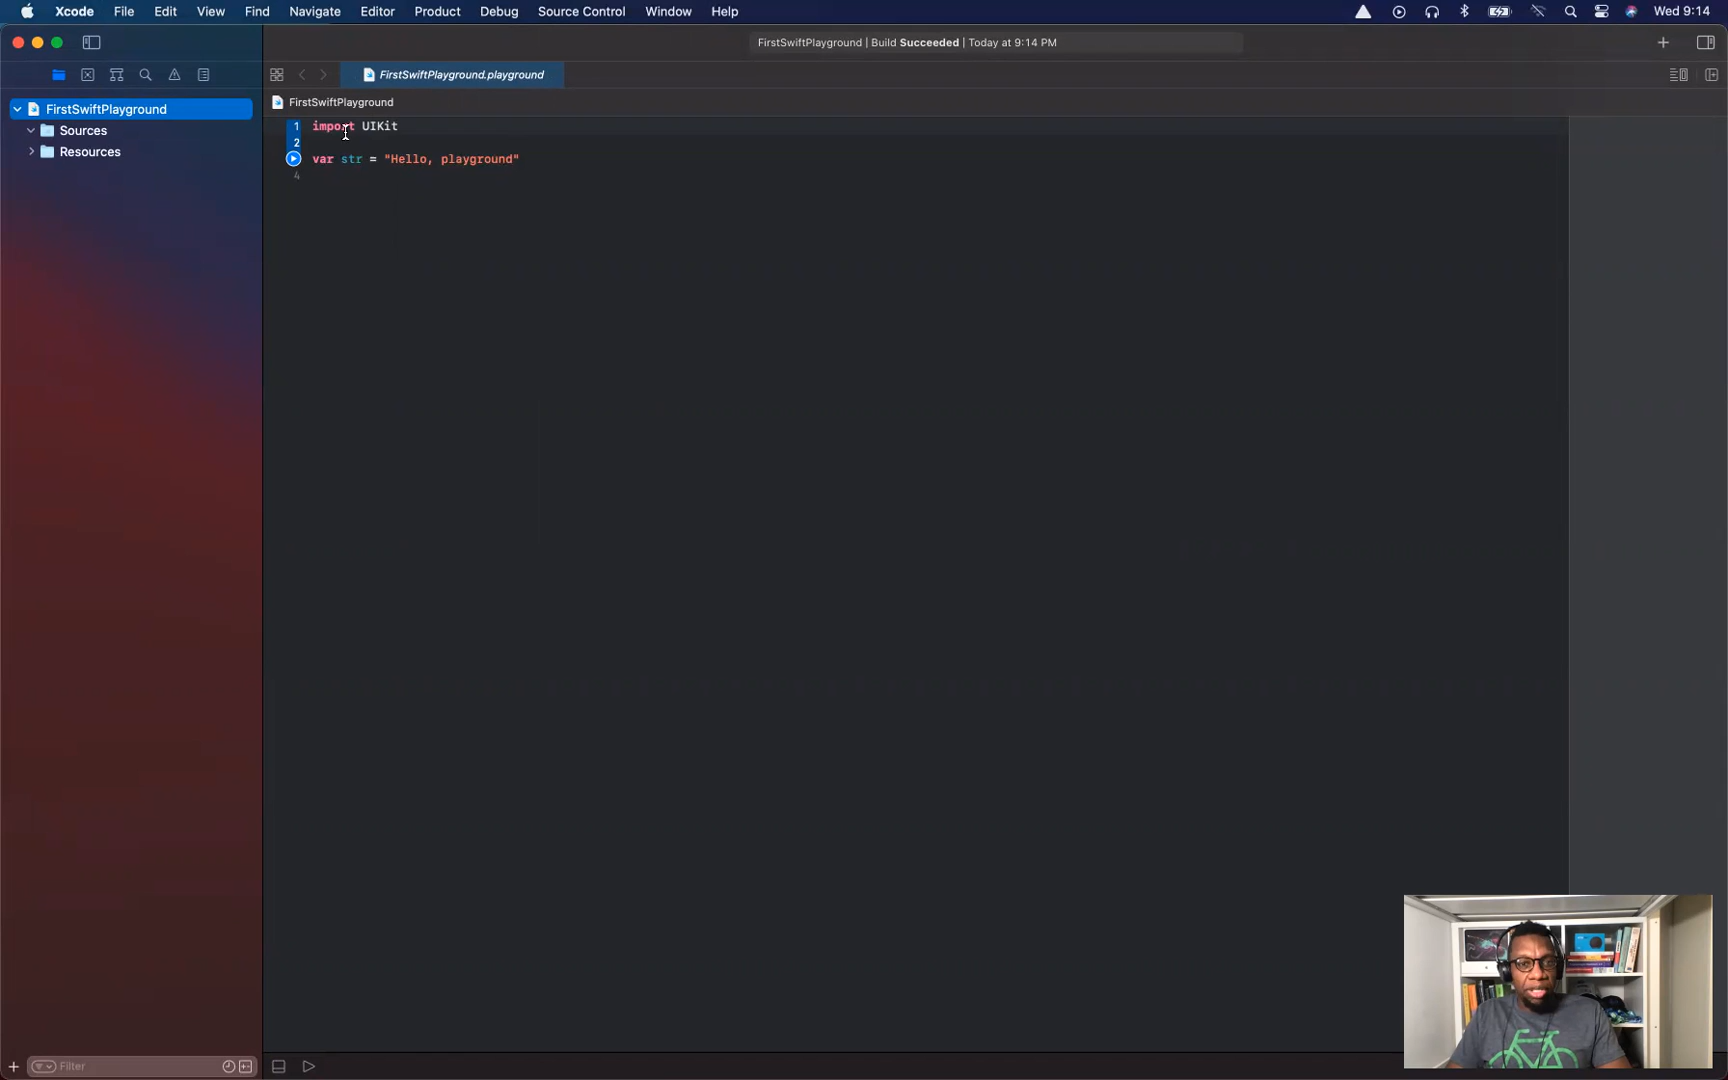 Xcode File Edit View Find Navigate Editor Product Debug Source Control Window Help Wed 9:14
FirstSwiftPlayground | Build Succeeded | Today at 9:14 PM
FirstSwiftPlayground.playground
FirstSwiftPlayground
FirstSwiftPlayground
Sources
Resources
1 import UIKit
2
var str = "Hello, playground"
4
Filter